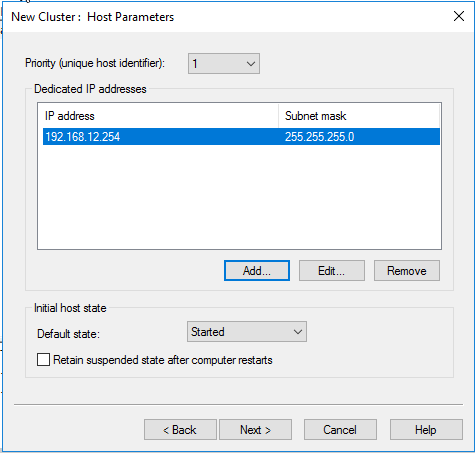 New Cluster : Host Parameters
Priority (unique host identifier): 1
Dedicated IP addresses
IP address Subnet mask
192.168.12.254 255.255.255.0
Add... Edit... Remove
Initial host state
Default state: Started
Retain suspended state after computer restarts
< Back Next > Cancel Help